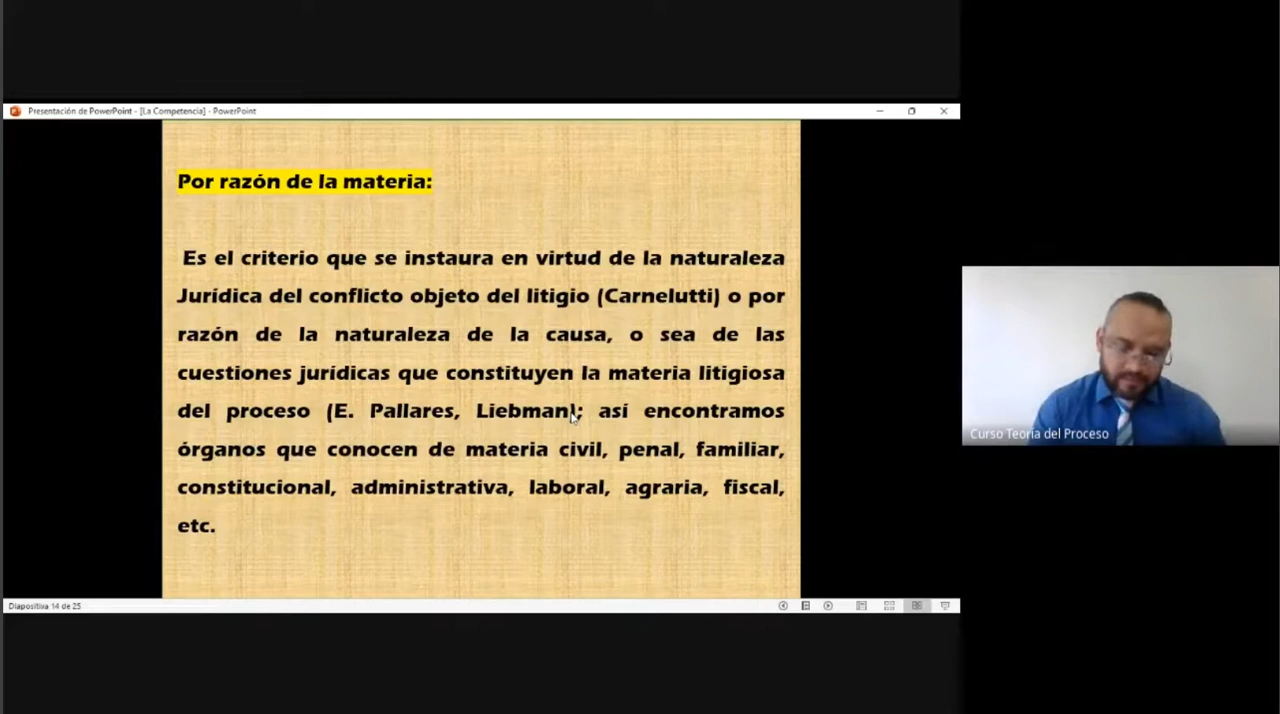 Presentación de PowerPoint - [La Competencia] - PowerPoint
Por razón de la materia:
Es el criterio que se instaura en virtud de la naturaleza
Jurídica del conflicto objeto del litigio (Carnelutti) o por
razón de la naturaleza de la causa, o sea de las
cuestiones jurídicas que constituyen la materia litigiosa
del proceso (E. Pallares, Liebman); así encontramos
órganos que conocen de materia civil, penal, familiar,
constitucional, administrativa, laboral, agraria, fiscal,
etc.
Curso Teoría del Proceso
Diapositiva 14 de 25